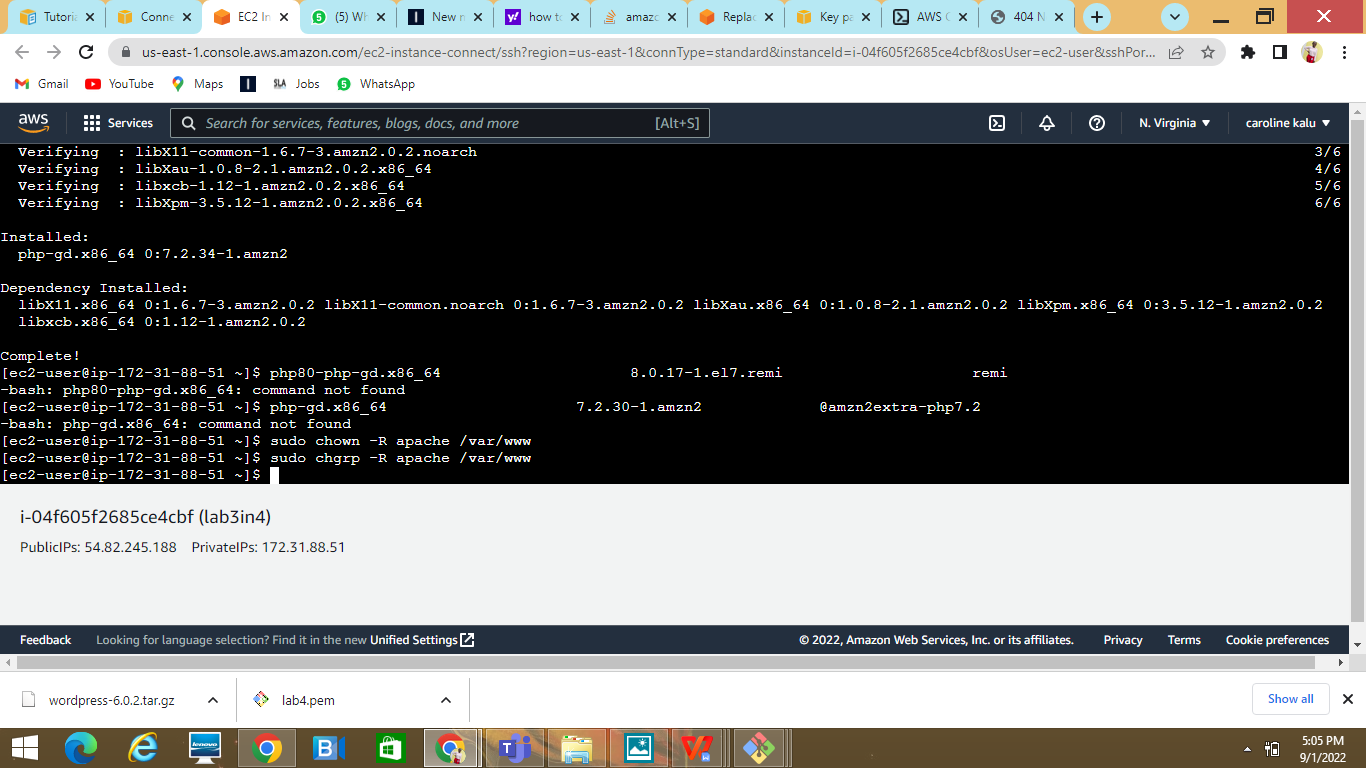 Tutoria
Conne
EC2 In
(5) Wh
New n
how to
amazo
Replac
Key pa
AWS C
404 N
us-east-1.console.aws.amazon.com/ec2-instance-connect/ssh?region=us-east-1&connType=standard&instanceId=i-04f605f2685ce4cbf&osUser=ec2-user&sshPor...
Gmail YouTube Maps SLA Jobs WhatsApp
aws Services Search for services, features, blogs, docs, and more [Alt+S] N. Virginia caroline kalu
Verifying : libX11-common-1.6.7-3.amzn2.0.2.noarch 3/6
Verifying : libXau-1.0.8-2.1.amzn2.0.2.x86_64 4/6
Verifying : libxcb-1.12-1.amzn2.0.2.x86_64 5/6
Verifying : libXpm-3.5.12-1.amzn2.0.2.x86_64 6/6
Installed:
php-gd.x86_64 0:7.2.34-1.amzn2
Dependency Installed:
libX11.x86_64 0:1.6.7-3.amzn2.0.2 libX11-common.noarch 0:1.6.7-3.amzn2.0.2 libXau.x86_64 0:1.0.8-2.1.amzn2.0.2 libXpm.x86_64 0:3.5.12-1.amzn2.0.2
libxcb.x86_64 0:1.12-1.amzn2.0.2
Complete!
[ec2-user@ip-172-31-88-51 ~]$ php80-php-gd.x86_64 8.0.17-1.el7.remi remi
-bash: php80-php-gd.x86_64: command not found
[ec2-user@ip-172-31-88-51 ~]$ php-gd.x86_64 7.2.30-1.amzn2 @amzn2extra-php7.2
-bash: php-gd.x86_64: command not found
[ec2-user@ip-172-31-88-51 ~]$ sudo chown -R apache /var/www
[ec2-user@ip-172-31-88-51 ~]$ sudo chgrp -R apache /var/www
[ec2-user@ip-172-31-88-51 ~]$
i-04f605f2685ce4cbf (lab3in4)
PublicIPs: 54.82.245.188 PrivateIPs: 172.31.88.51
Feedback Looking for language selection? Find it in the new Unified Settings © 2022, Amazon Web Services, Inc. or its affiliates. Privacy Terms Cookie preferences
wordpress-6.0.2.tar.gz lab4.pem Show all
lenovo
5:05 PM
9/1/2022